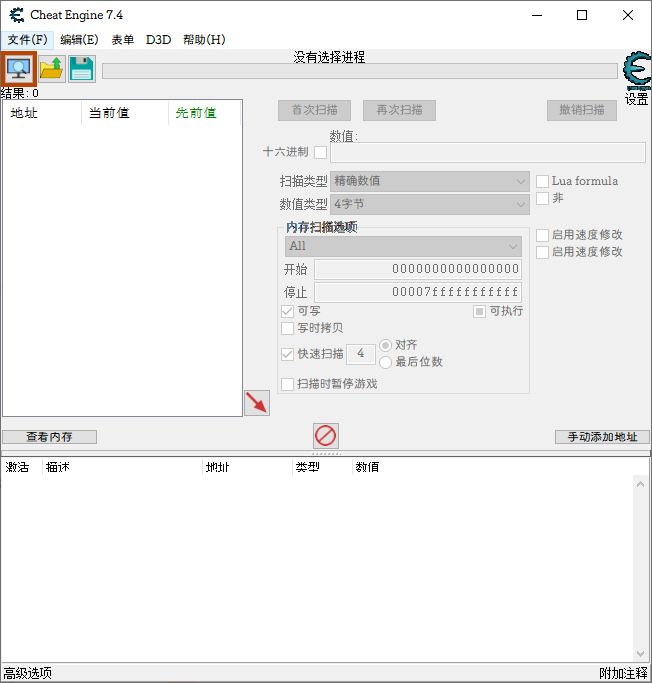 Cheat Engine 7.4
文件(F) 编辑(E) 表单 D3D 帮助(H)
没有选择进程
结果: 0
设置
地址 当前值 先前值
首次扫描 再次扫描 撤销扫描
数值:
十六进制
扫描类型 精确数值 Lua formula
数值类型 4字节 非
内存扫描选项
All
启用速度修改
启用速度修改
开始 0000000000000000
停止 00007fffffffffff
可写 可执行
写时拷贝
快速扫描 4 对齐
最后位数
扫描时暂停游戏
查看内存 手动添加地址
激活 描述 地址 类型 数值
高级选项 附加注释